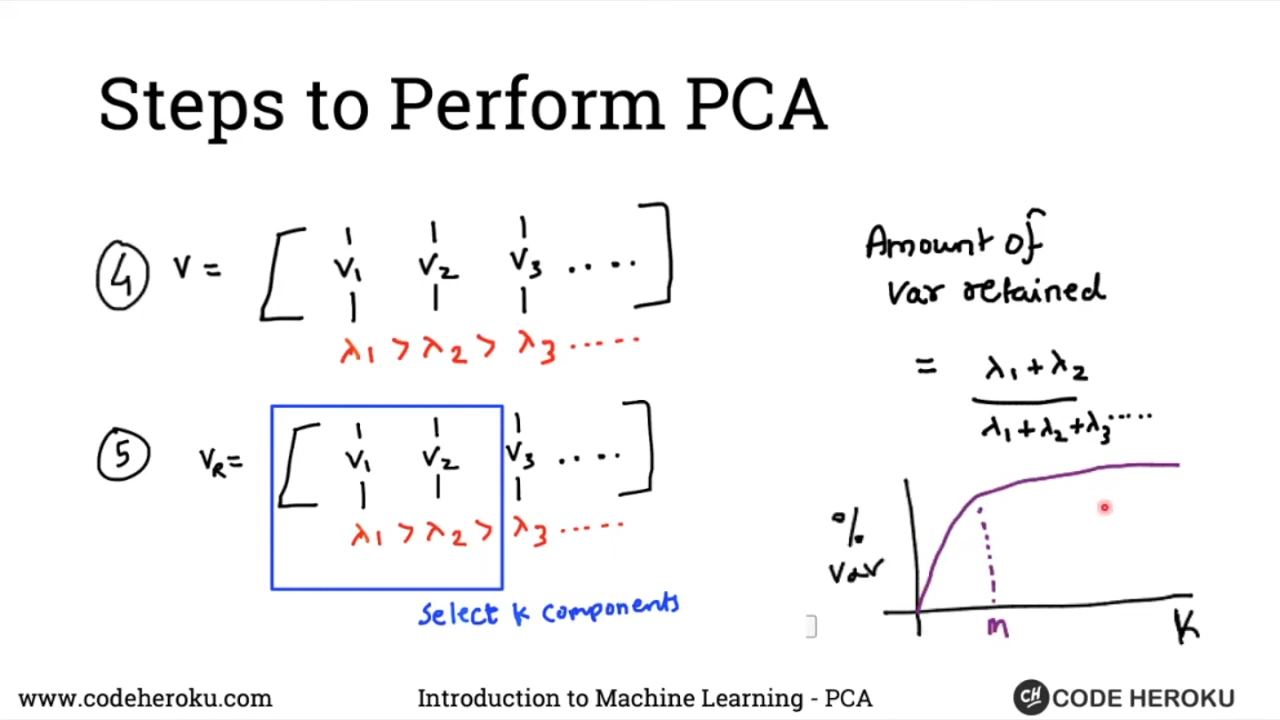 Steps to Perform PCA
4 V = [ V1 V2 V3 .... ]
λ1 > λ2 > λ3 .....
5 VR = [ V1 V2 V3 .... ]
λ1 > λ2 > λ3 .....
Select k components
Amount of
Var retained
= λ1 + λ2
λ1 + λ2 + λ3 .....
%
Var
m
K
www.codeheroku.com
Introduction to Machine Learning - PCA
CH CODE HEROKU